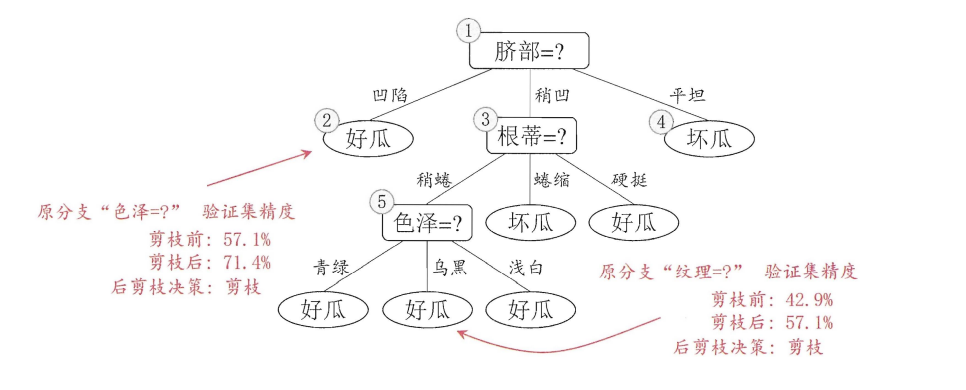 ① 脐部=?
凹陷 稍凹 平坦
② 好瓜 ③ 根蒂=? ④ 坏瓜
稍蜷 蜷缩 硬挺
原分支“色泽=?” 验证集精度
剪枝前: 57.1%
剪枝后: 71.4%
后剪枝决策: 剪枝
⑤ 色泽=? 坏瓜 好瓜
青绿 乌黑 浅白
好瓜 好瓜 好瓜
原分支“纹理=?” 验证集精度
剪枝前: 42.9%
剪枝后: 57.1%
后剪枝决策: 剪枝